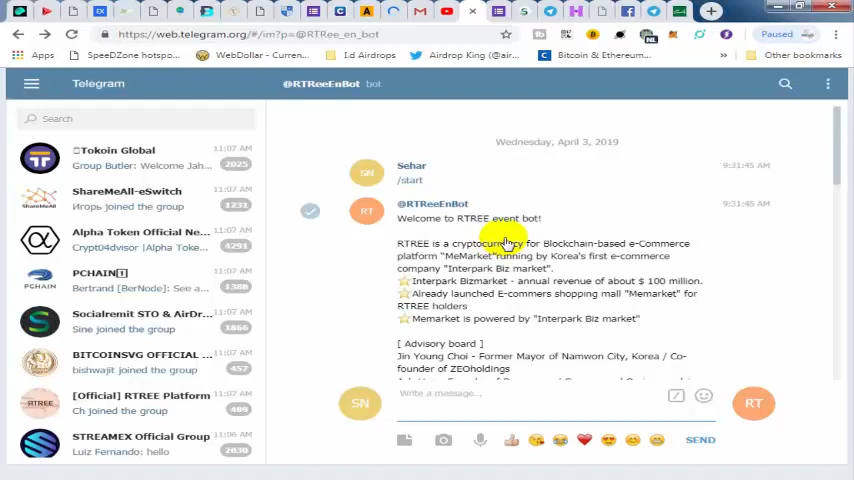 https://web.telegram.org/#/im?p=@RTRee_en_bot
Paused
Apps
SpeedZone hotspo...
WebDollar - Currenc...
I.d Airdrops
Airdrop King (@air...
Bitcoin & Ethereum...
Other bookmarks
Telegram
@RTReeEnBot bot
Search
Tokoin Global
11:07 AM
Group Butler: Welcome Jah...
2025
ShareMeAll-eSwitch
11:07 AM
Игорь joined the group
1231
Alpha Token Official Ne...
11:07 AM
Crypt04dvisor |Alpha Toke...
4291
PCHAIN
11:07 AM
Bertrand [BerNode]: See a...
1380
Socialremit STO & AirDr...
11:07 AM
Sine joined the group
1866
BITCOINSVG OFFICIAL ...
11:07 AM
bishwajit joined the group
457
[Official] RTREE Platform
11:07 AM
Ch joined the group
489
STREAMEX Official Group
11:06 AM
Luiz Fernando: hello
2030
Wednesday, April 3, 2019
SN
Sehar
9:31:45 AM
/start
RT
@RTReeEnBot
9:31:45 AM
Welcome to RTREE event bot!
RTREE is a cryptocurrency for Blockchain-based e-Commerce
platform "MeMarket"running by Korea's first e-commerce
company "Interpark Biz market".
⭐Interpark Bizmarket - annual revenue of about $ 100 million.
⭐Already launched E-commers shopping mall "Memarket" for
RTREE holders
⭐Memarket is powered by "Interpark Biz market"
[ Advisory board ]
Jin Young Choi - Former Mayor of Namwon City, Korea / Co-
founder of ZEOholdings
SN
Write a message...
RT
SEND